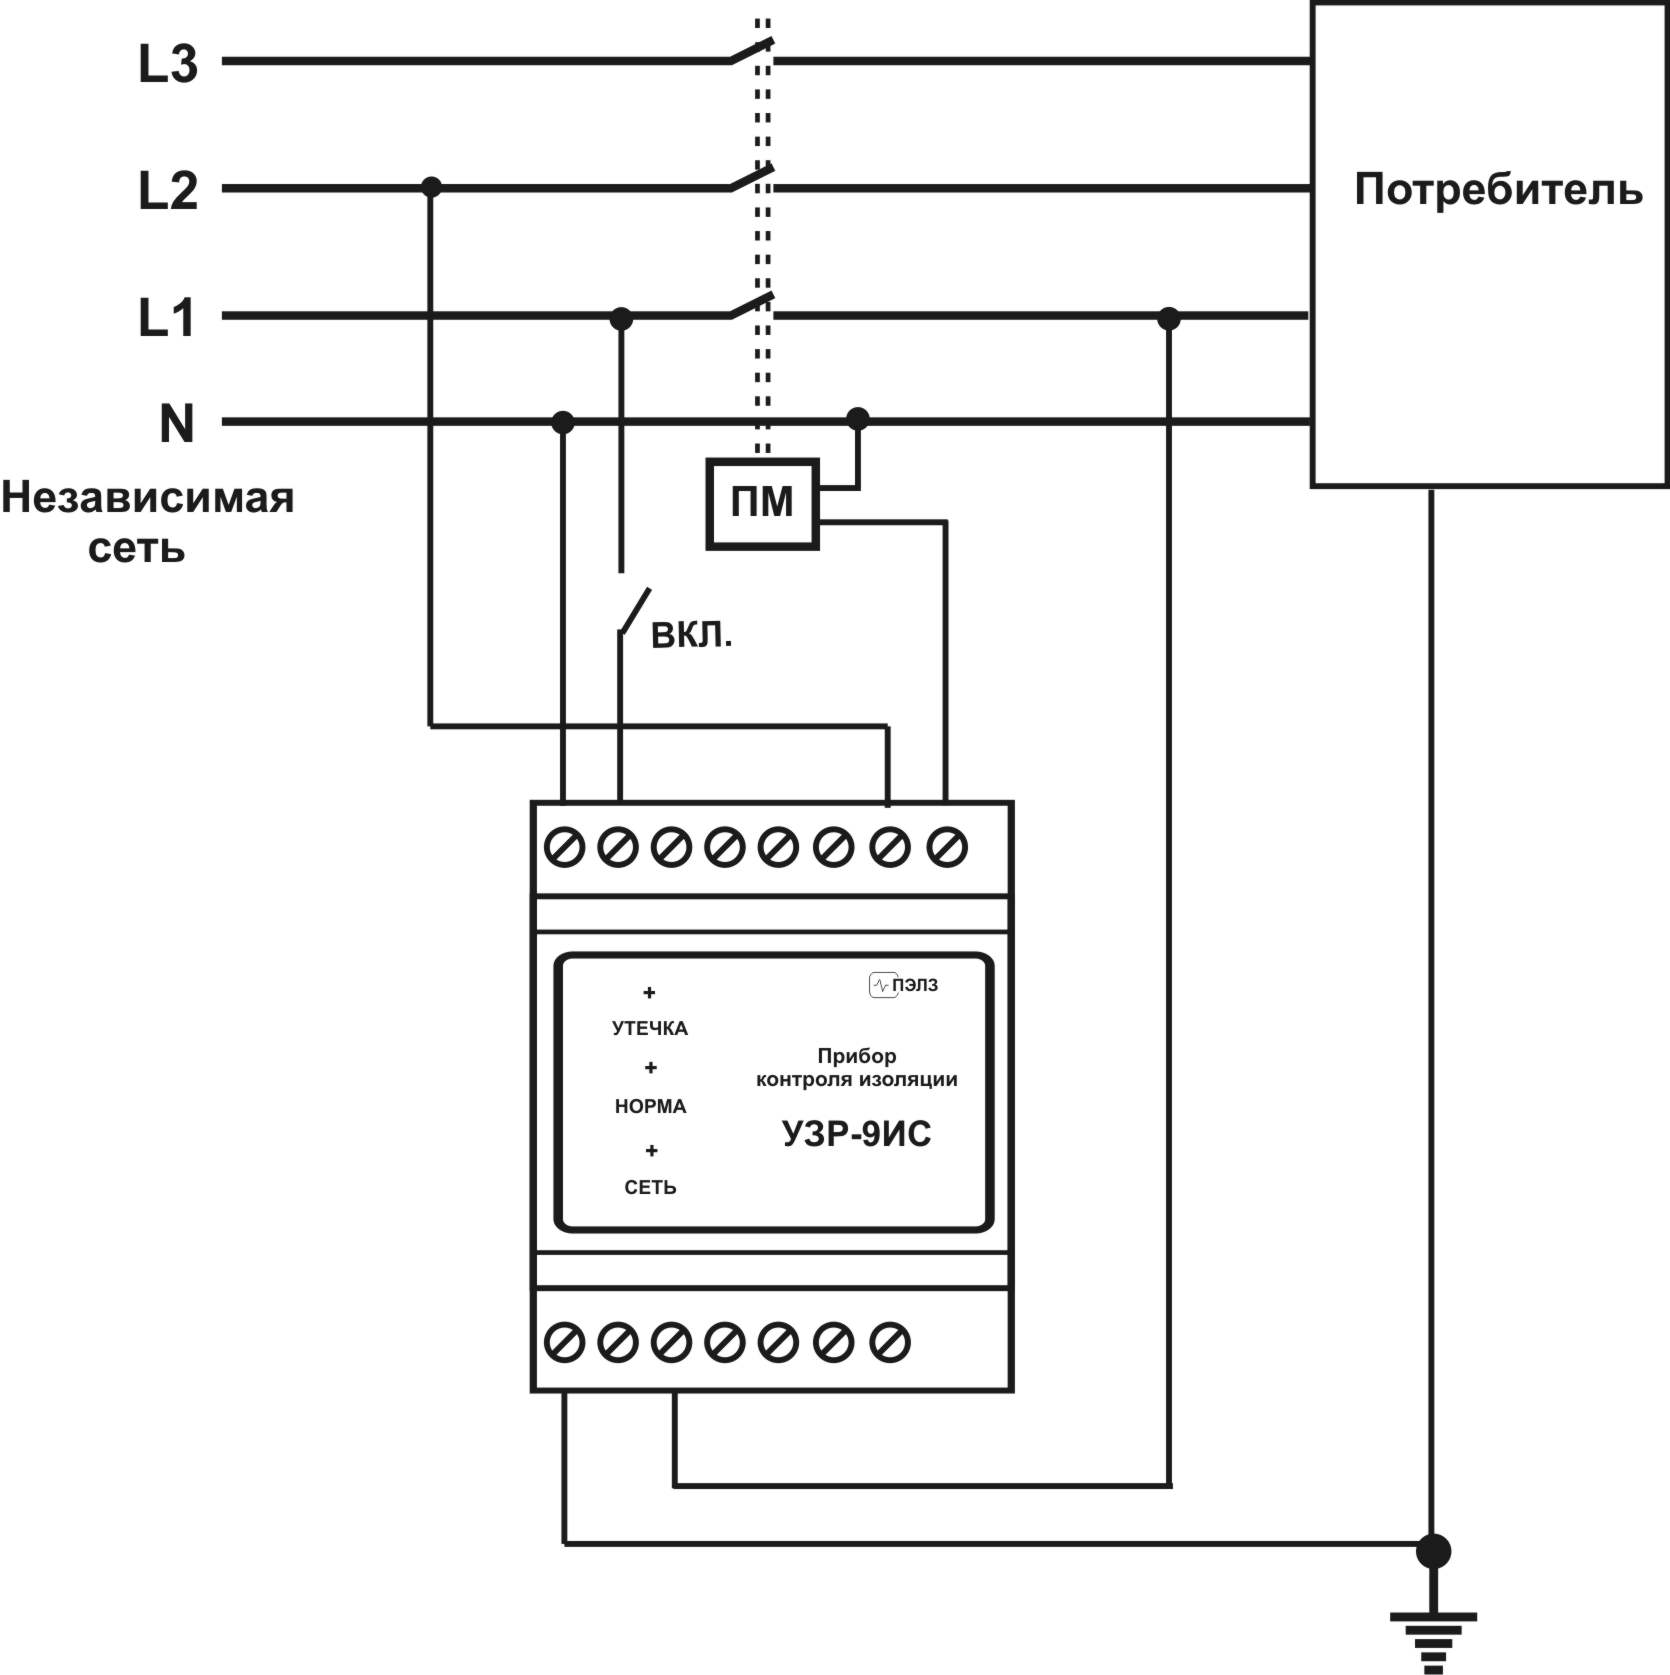 L3
L2
Потребитель
L1
N
Независимая
сеть
ПМ
ВКЛ.
ПЭЛЗ
+
УТЕЧКА
+
НОРМА
+
СЕТЬ
Прибор
контроля изоляции
УЗР-9ИС